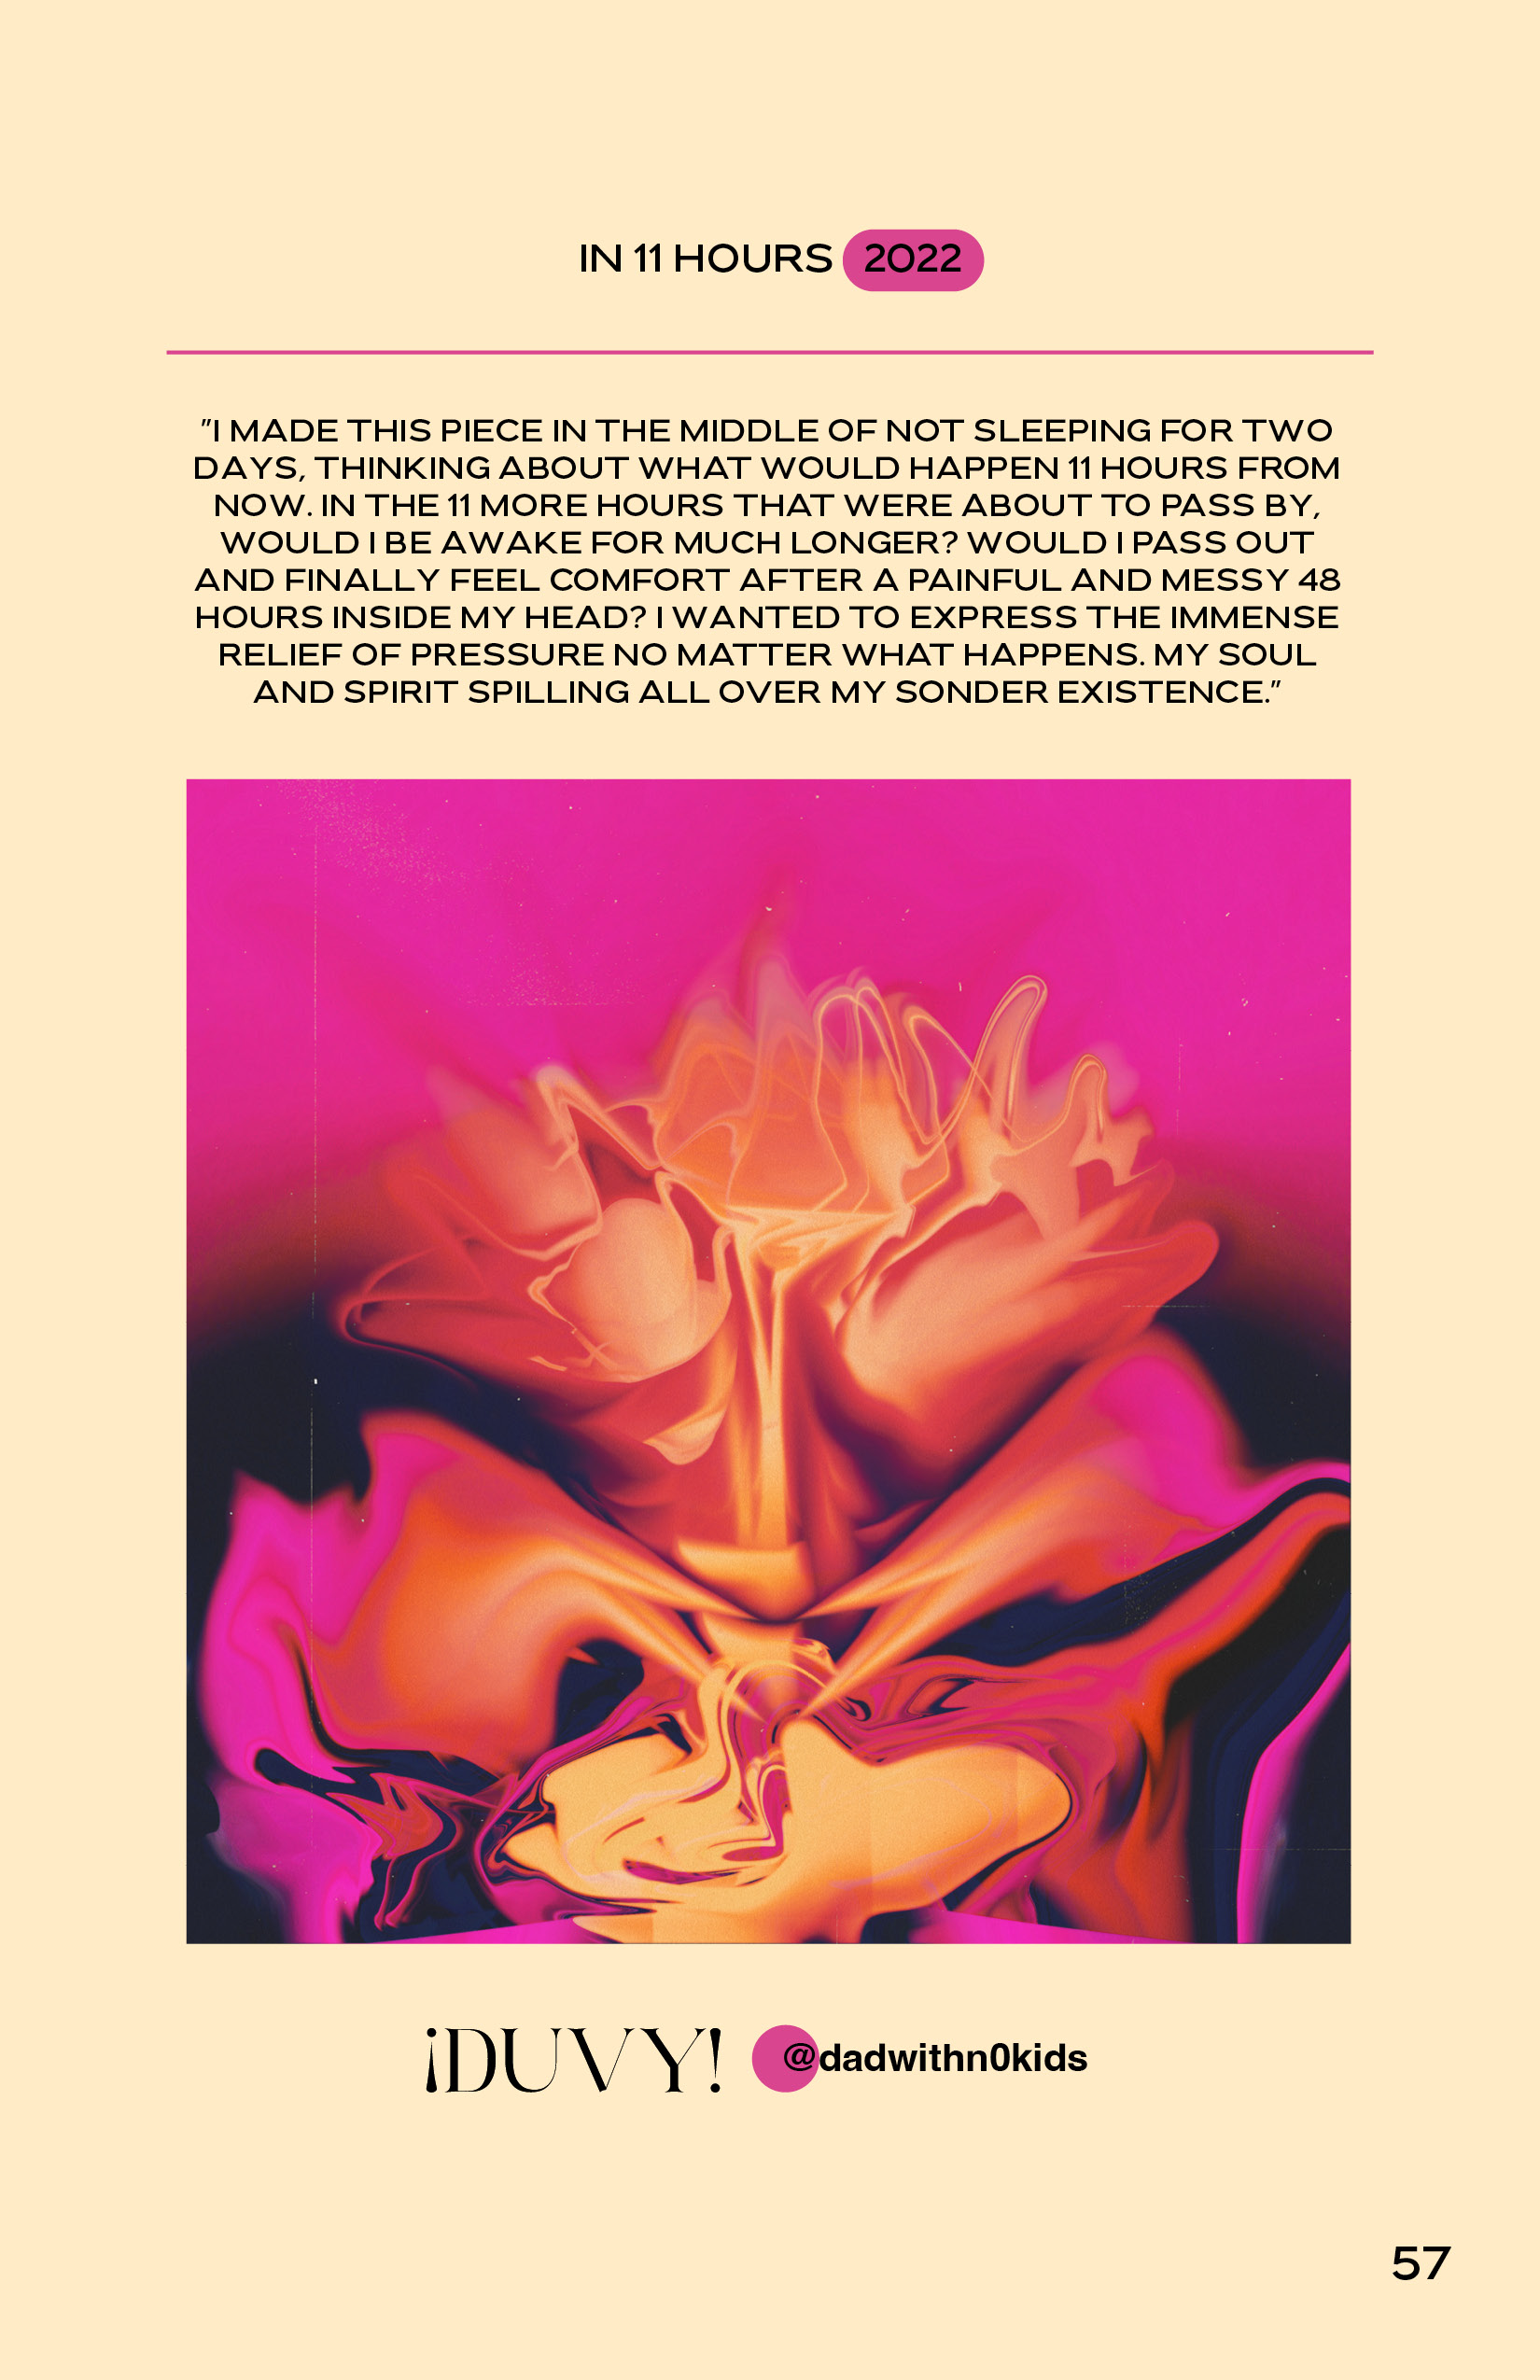 IN 11 HOURS 2022
"I MADE THIS PIECE IN THE MIDDLE OF NOT SLEEPING FOR TWO
DAYS, THINKING ABOUT WHAT WOULD HAPPEN 11 HOURS FROM
NOW. IN THE 11 MORE HOURS THAT WERE ABOUT TO PASS BY,
WOULD I BE AWAKE FOR MUCH LONGER? WOULD I PASS OUT
AND FINALLY FEEL COMFORT AFTER A PAINFUL AND MESSY 48
HOURS INSIDE MY HEAD? I WANTED TO EXPRESS THE IMMENSE
RELIEF OF PRESSURE NO MATTER WHAT HAPPENS. MY SOUL
AND SPIRIT SPILLING ALL OVER MY SONDER EXISTENCE."
¡DUVY! @dadwithn0kids
57